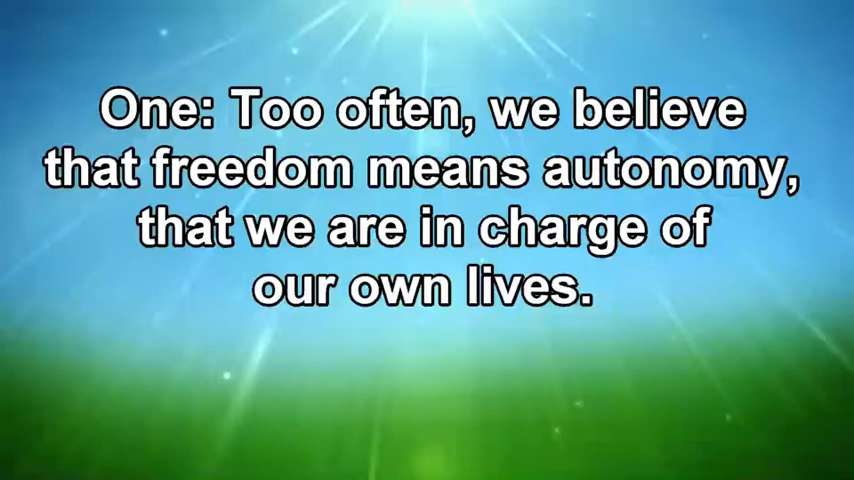 One: Too often, we believe
that freedom means autonomy,
that we are in charge of
our own lives.